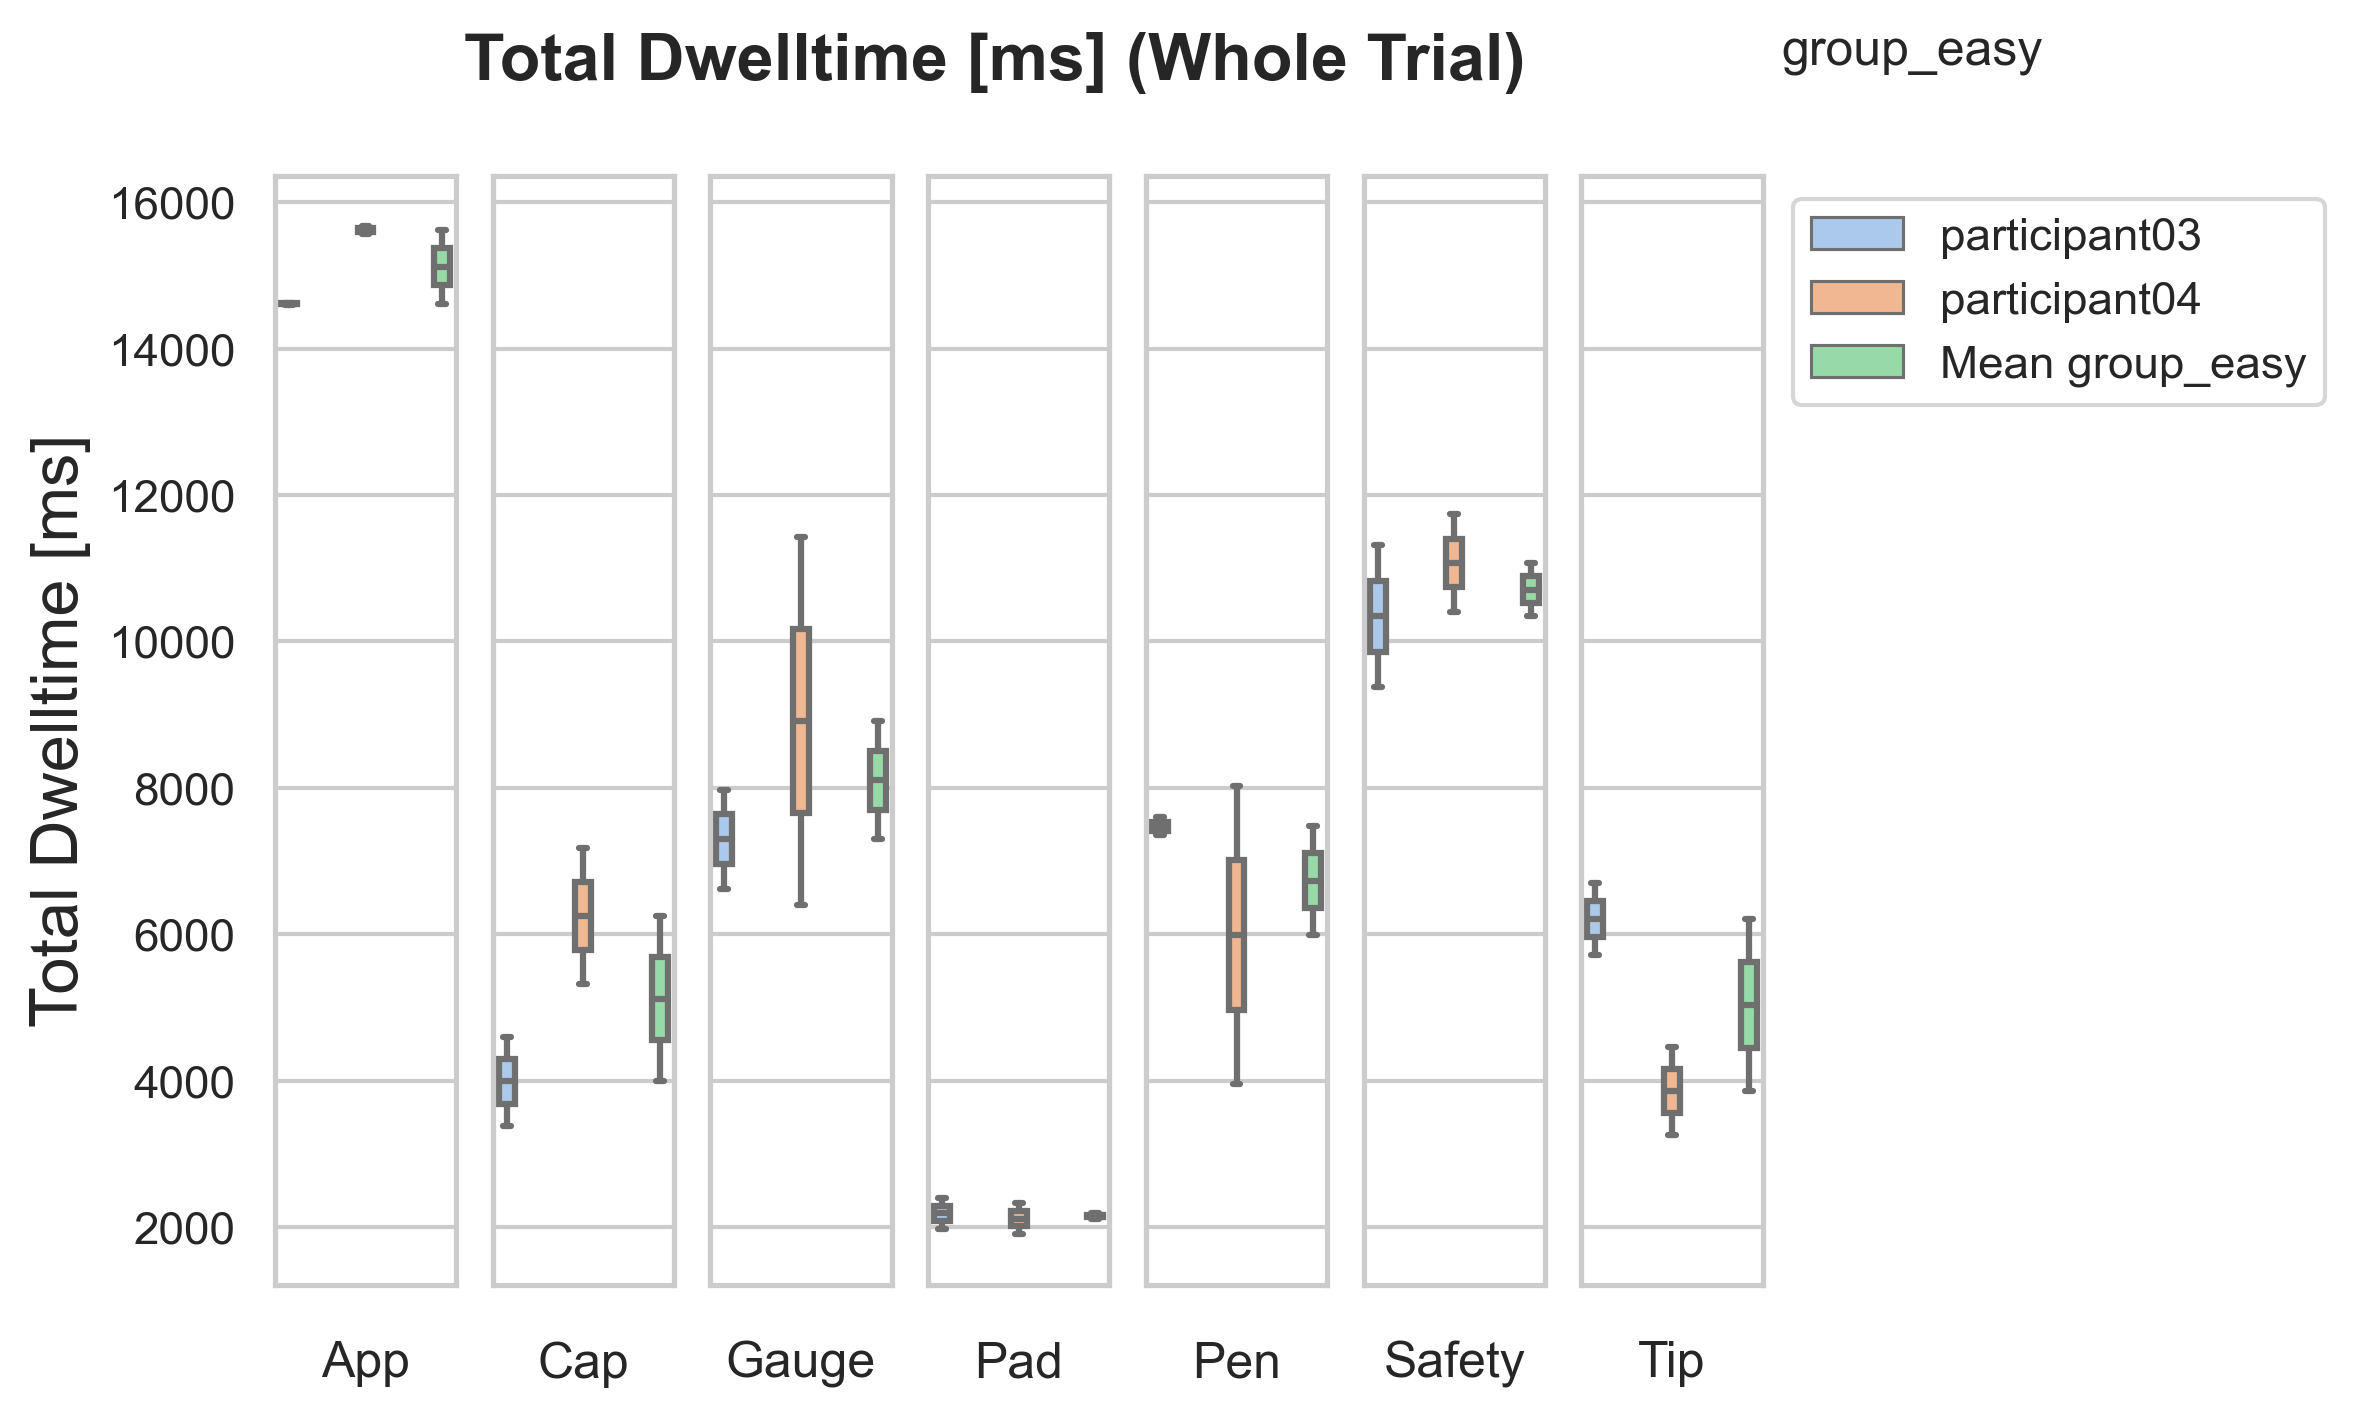 Total Dwelltime [ms] (Whole Trial)
group_easy
participant03
participant04
Mean group_easy
Total Dwelltime [ms]
16000
14000
12000
10000
8000
6000
4000
2000
App
Cap
Gauge
Pad
Pen
Safety
Tip